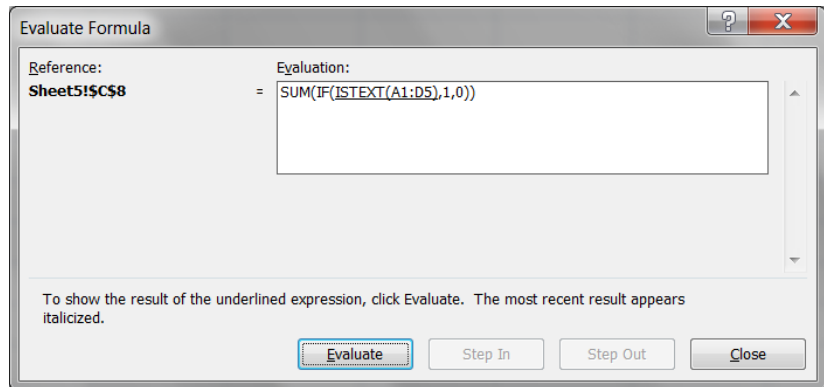 Evaluate Formula
?
X
Reference:
Evaluation:
Sheet5!$C$8 = SUM(IF(ISTEXT(A1:D5),1,0))
To show the result of the underlined expression, click Evaluate. The most recent result appears
italicized.
Evaluate Step In Step Out Close